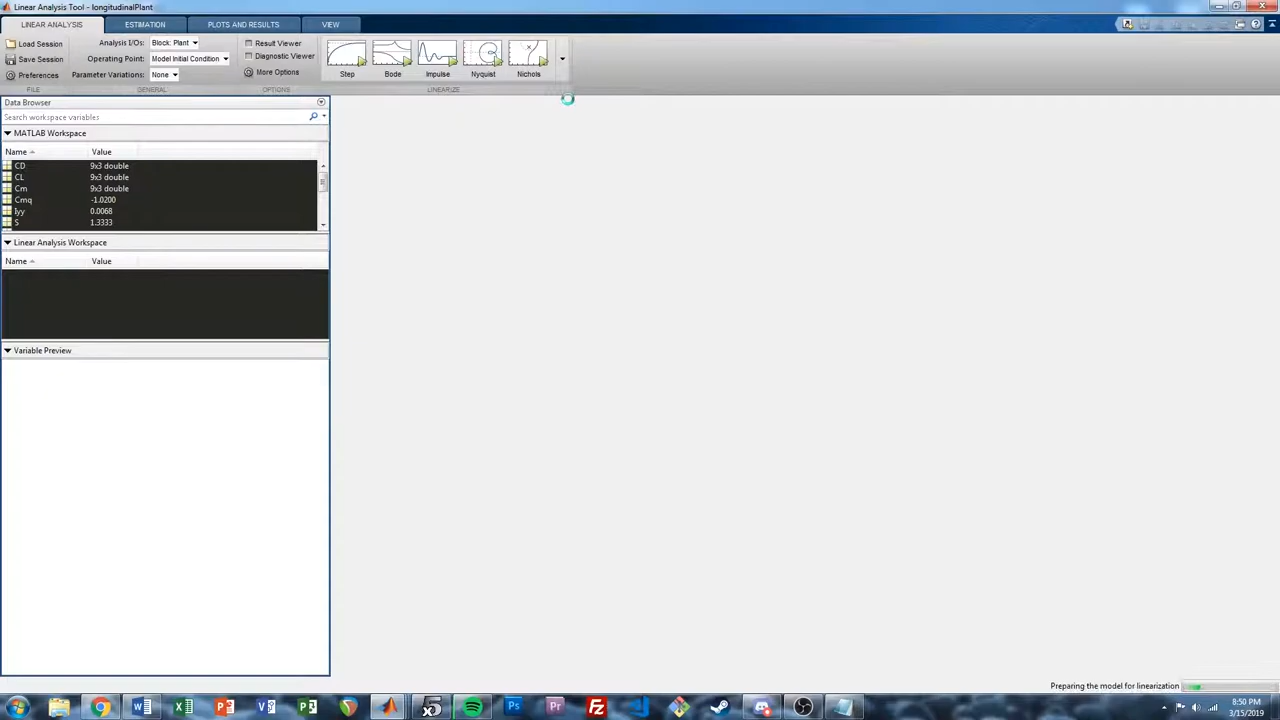 Linear Analysis Tool - longitudinalPlant
LINEAR ANALYSIS
ESTIMATION
PLOTS AND RESULTS
VIEW
Load Session
Save Session
Preferences
FILE
Analysis I/Os:
Block: Plant
Operating Point:
Model Initial Condition
Parameter Variations:
None
GENERAL
Result Viewer
Diagnostic Viewer
More Options
OPTIONS
Step
Bode
Impulse
Nyquist
Nichols
LINEARIZE
Data Browser
Search workspace variables
MATLAB Workspace
Name Value
CD 9x3 double
CL 9x3 double
Cm 9x3 double
Cmq -1.0200
Iyy 0.0068
S 1.3333
Linear Analysis Workspace
Name Value
Variable Preview
Preparing the model for linearization
8:50 PM
3/15/2019